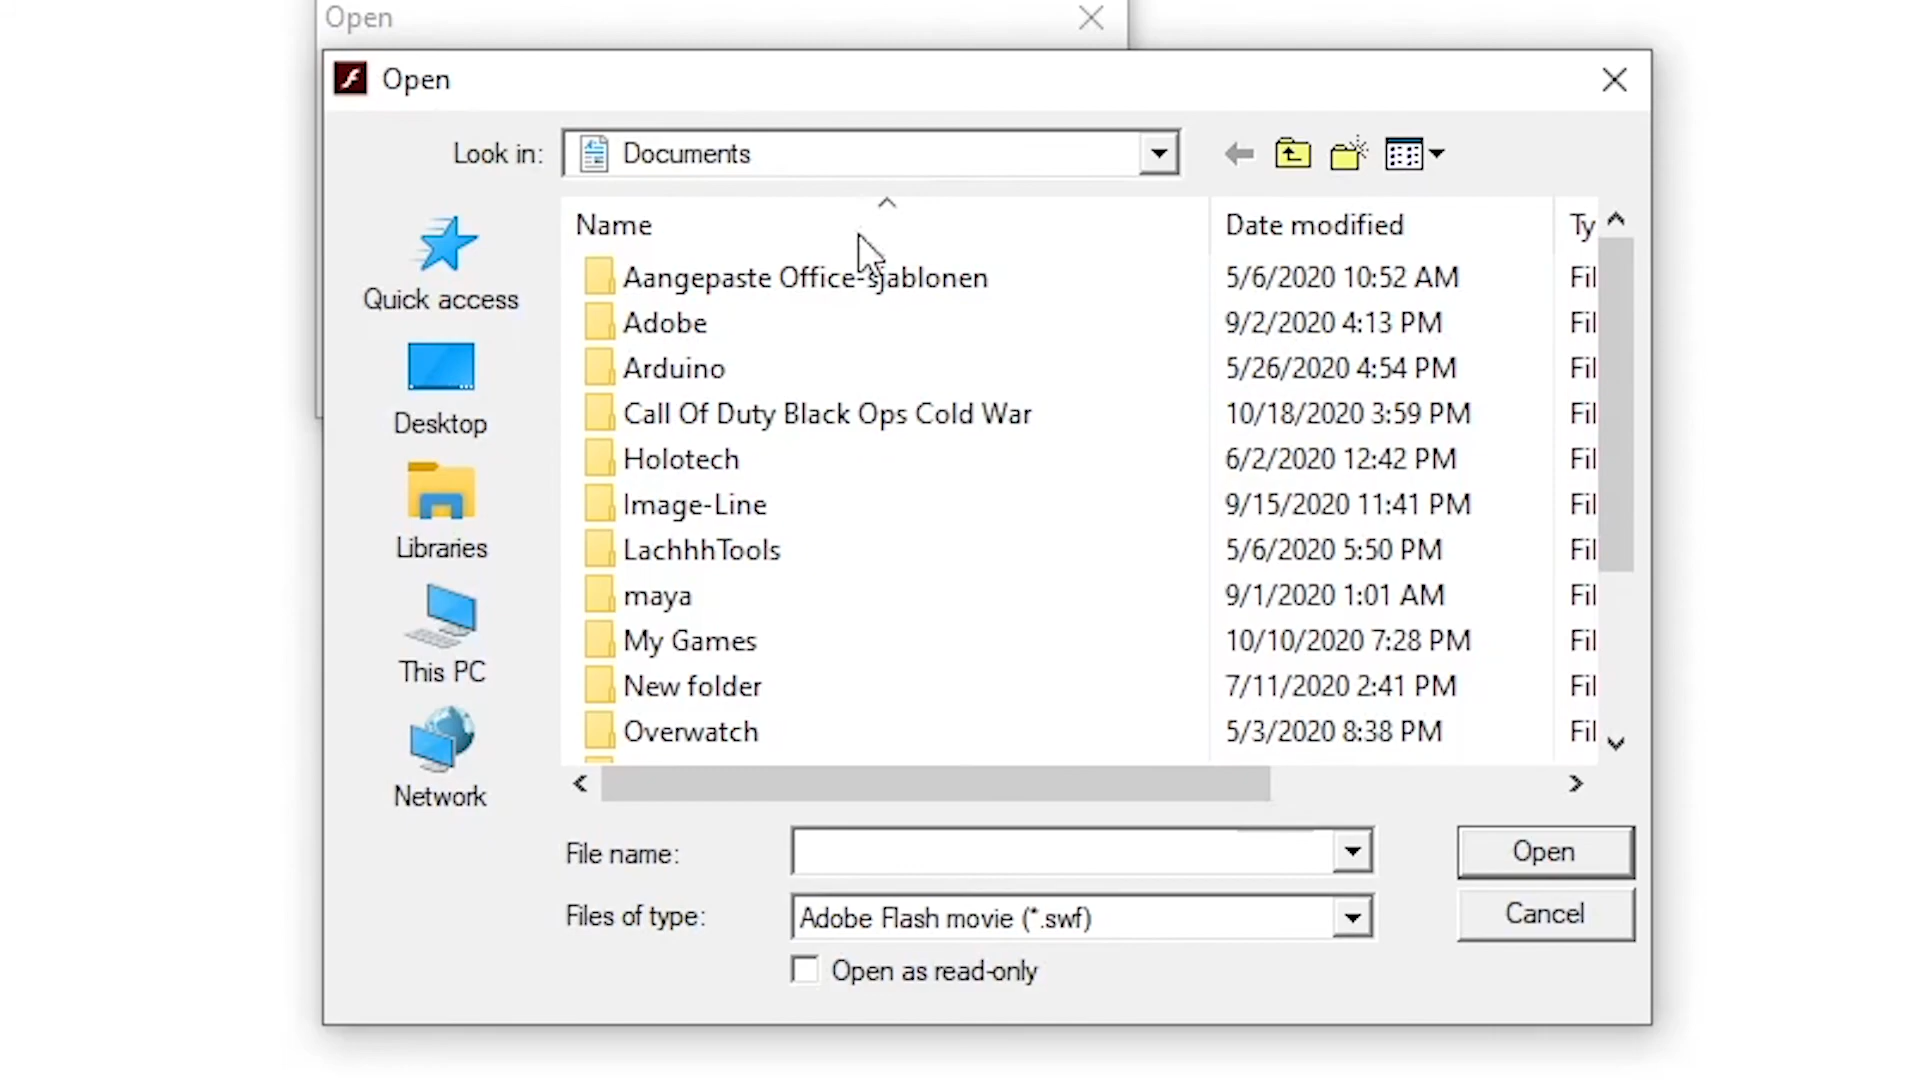 Open
Open
Look in: Documents
Name Date modified Ty
Aangepaste Office-sjablonen 5/6/2020 10:52 AM Fil
Adobe 9/2/2020 4:13 PM Fil
Arduino 5/26/2020 4:54 PM Fil
Call Of Duty Black Ops Cold War 10/18/2020 3:59 PM Fil
Holotech 6/2/2020 12:42 PM Fil
Image-Line 9/15/2020 11:41 PM Fil
LachhhTools 5/6/2020 5:50 PM Fil
maya 9/1/2020 1:01 AM Fil
My Games 10/10/2020 7:28 PM Fil
New folder 7/11/2020 2:41 PM Fil
Overwatch 5/3/2020 8:38 PM Fil
Quick access
Desktop
Libraries
This PC
Network
File name:
Open
Files of type: Adobe Flash movie (*.swf)
Cancel
Open as read-only